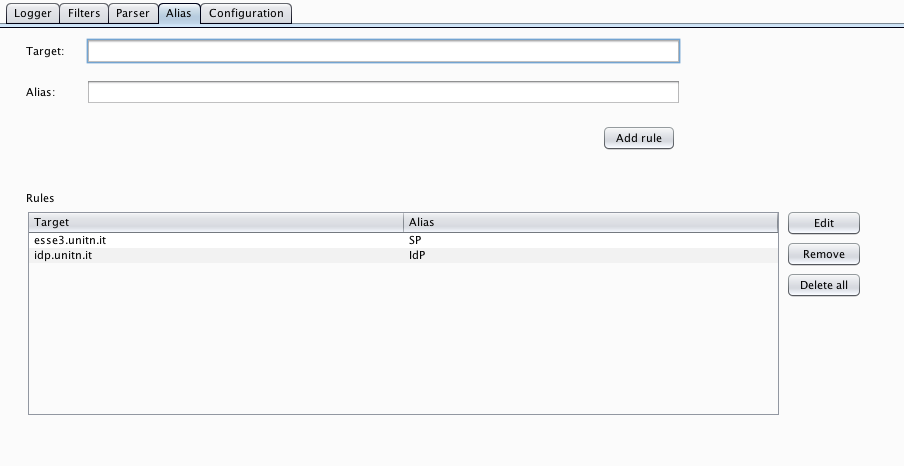 Logger Filters Parser Alias Configuration
Target:
Alias:
Add rule
Rules
Target Alias Edit
esse3.unitn.it SP
idp.unitn.it IdP Remove
Delete all